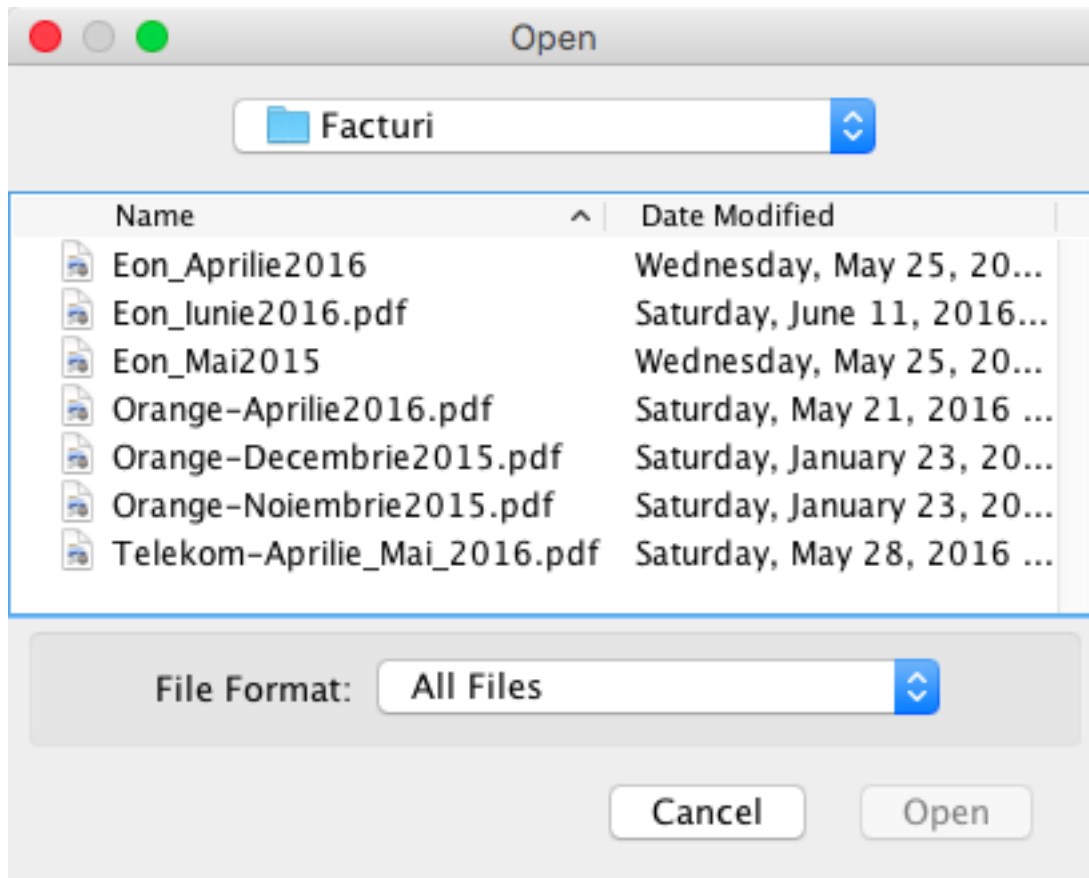 Open
Facturi
Name Date Modified
Eon_Aprilie2016 Wednesday, May 25, 20...
Eon_Iunie2016.pdf Saturday, June 11, 2016...
Eon_Mai2015 Wednesday, May 25, 20...
Orange-Aprilie2016.pdf Saturday, May 21, 2016 ...
Orange-Decembrie2015.pdf Saturday, January 23, 20...
Orange-Noiembrie2015.pdf Saturday, January 23, 20...
Telekom-Aprilie_Mai_2016.pdf Saturday, May 28, 2016 ...
File Format: All Files
Cancel Open